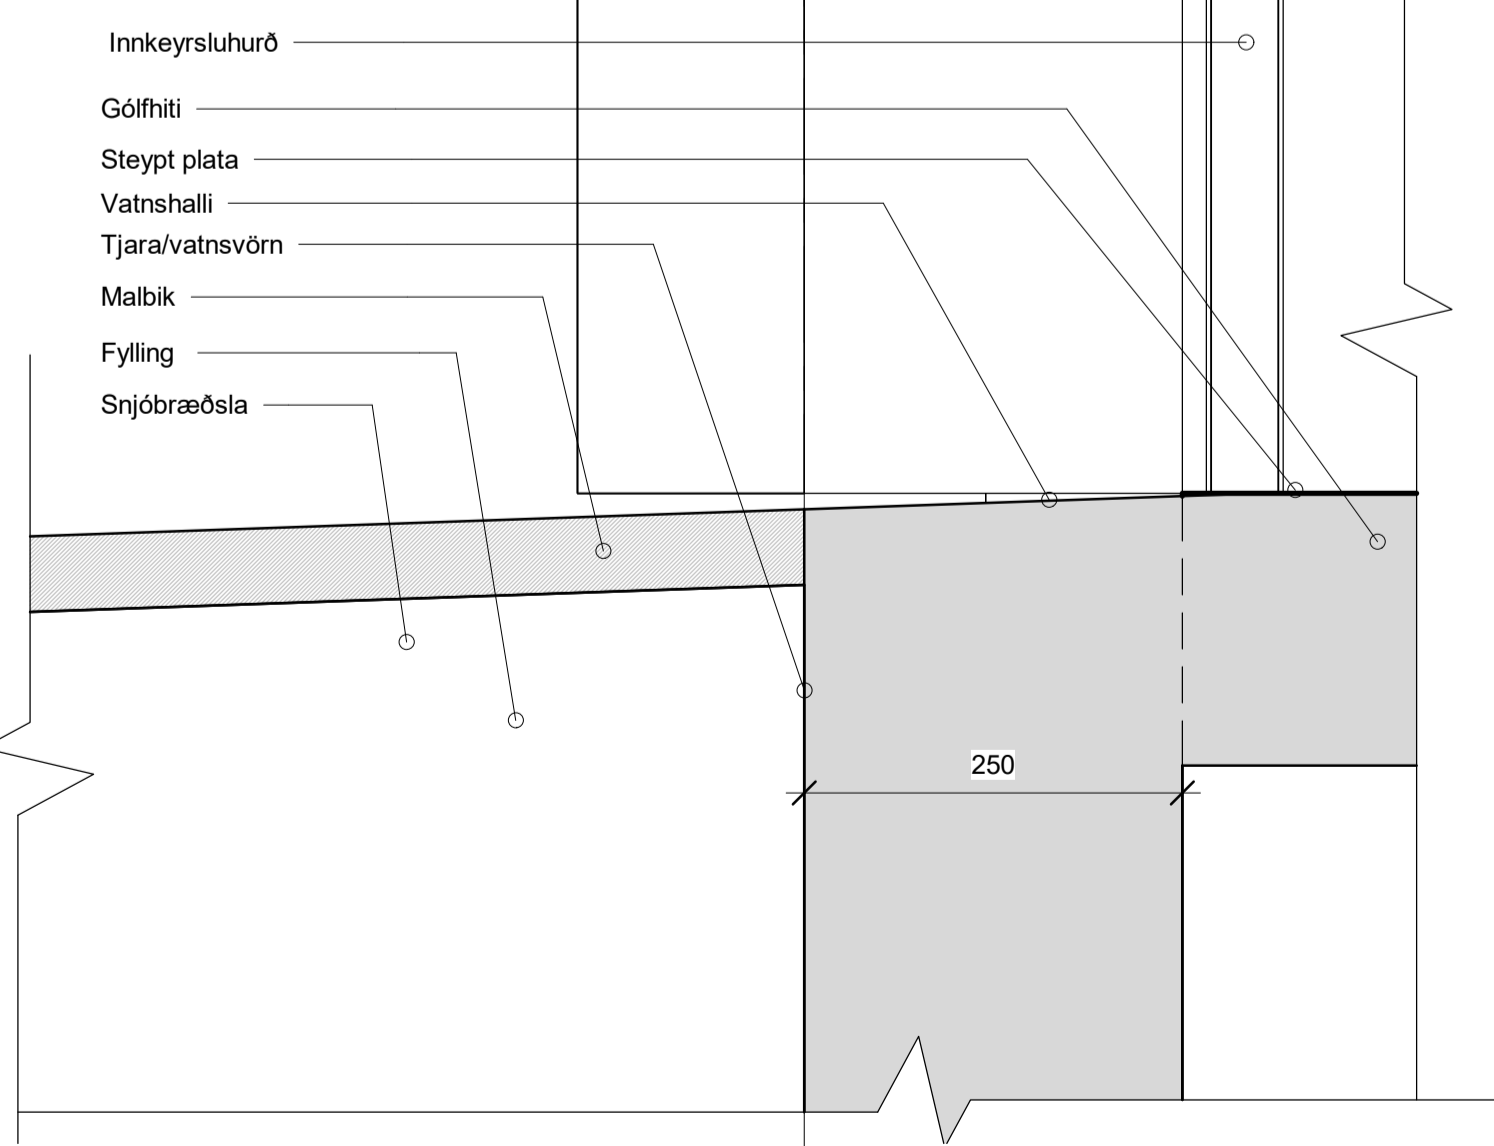 Innkeyrsluhurð
Gólfhiti
Steypt plata
Vatnshalli
Tjara/vatnsvörn
Malbik
Fylling
Snjóbræðsla
250